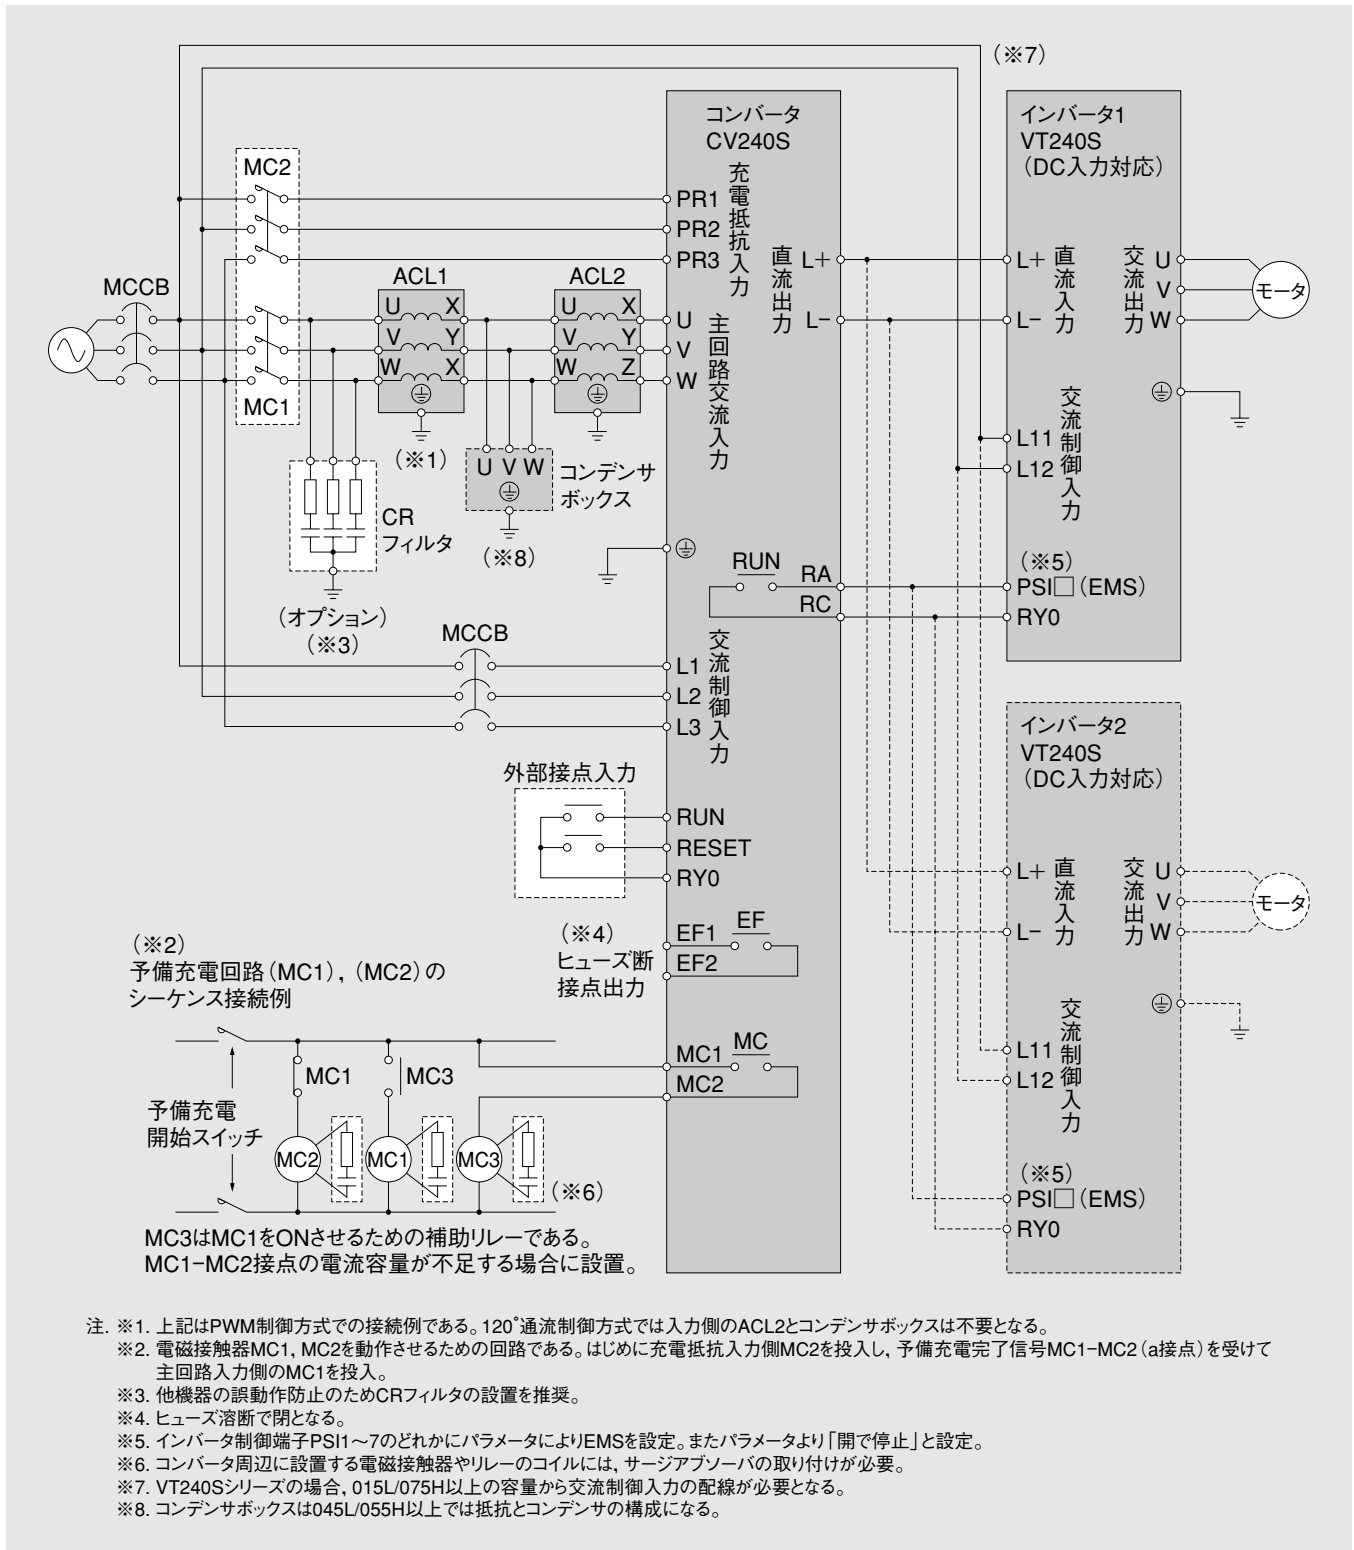 (※7)
コンバータ
CV240S
インバータ1
VT240S
(DC入力対応)
MC2
充電抵抗入力
PR1
PR2
PR3
直流出力
L+
L-
L+
L-
直流入力
交流出力
U
V
W
モータ
MCCB
ACL1
ACL2
U X
V Y
W X
U X
V Y
W Z
U
V
W
主回路交流入力
MC1
(※1)
U V W
コンデンサ
ボックス
(※8)
CR
フィルタ
(オプション)
(※3)
交流制御入力
L11
L12
RUN
RA
RC
(※5)
PSI□(EMS)
RY0
MCCB
L1
L2
L3
交流制御入力
インバータ2
VT240S
(DC入力対応)
外部接点入力
RUN
RESET
RY0
L+
L-
直流入力
交流出力
U
V
W
モータ
(※4)
ヒューズ断
接点出力
EF1
EF2
EF
(※2)
予備充電回路(MC1),(MC2)の
シーケンス接続例
MC1
MC2
MC
交流制御入力
L11
L12
MC1
MC3
予備充電
開始スイッチ
MC2
MC1
MC3
(※6)
(※5)
PSI□(EMS)
RY0
MC3はMC1をONさせるための補助リレーである。
MC1-MC2接点の電流容量が不足する場合に設置。
注. ※1. 上記はPWM制御方式での接続例である。120°通流制御方式では入力側のACL2とコンデンサボックスは不要となる。
※2. 電磁接触器MC1, MC2を動作させるための回路である。はじめに充電抵抗入力側MC2を投入し, 予備充電完了信号MC1-MC2(a接点)を受けて
主回路入力側のMC1を投入。
※3. 他機器の誤動作防止のためCRフィルタの設置を推奨。
※4. ヒューズ溶断で閉となる。
※5. インバータ制御端子PSI1～7のどれかにパラメータによりEMSを設定。またパラメータより「開で停止」と設定。
※6. コンバータ周辺に設置する電磁接触器やリレーのコイルには, サージアブソーバの取り付けが必要。
※7. VT240Sシリーズの場合, 015L/075H以上の容量から交流制御入力の配線が必要となる。
※8. コンデンサボックスは045L/055H以上では抵抗とコンデンサの構成になる。